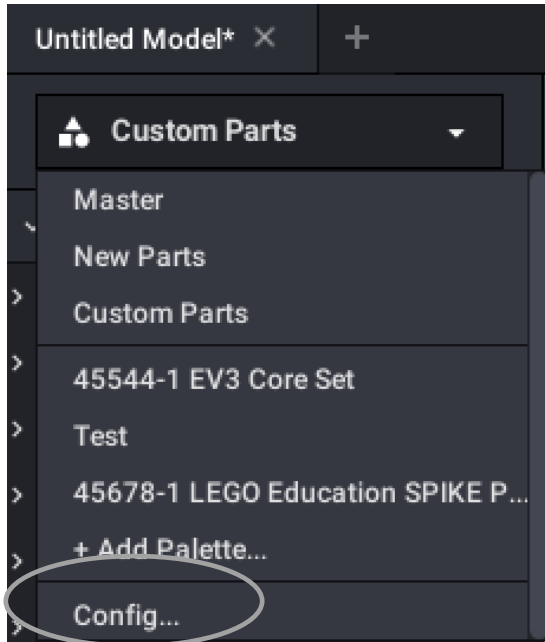 Untitled Model*
Custom Parts
Master
New Parts
Custom Parts
45544-1 EV3 Core Set
Test
45678-1 LEGO Education SPIKE P...
+ Add Palette...
Config...